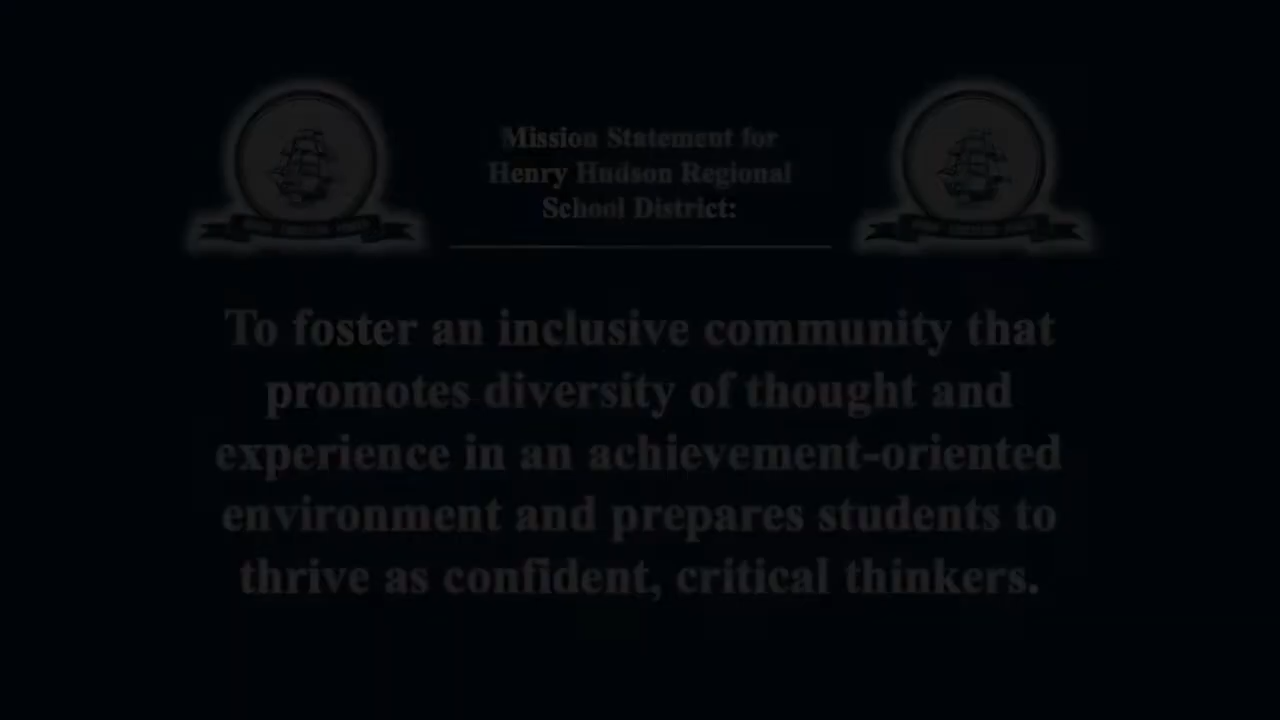 Mission Statement for
Henry Hudson Regional
School District:
To foster an inclusive community that
promotes diversity of thought and
experience in an achievement-oriented
environment and prepares students to
thrive as confident, critical thinkers.